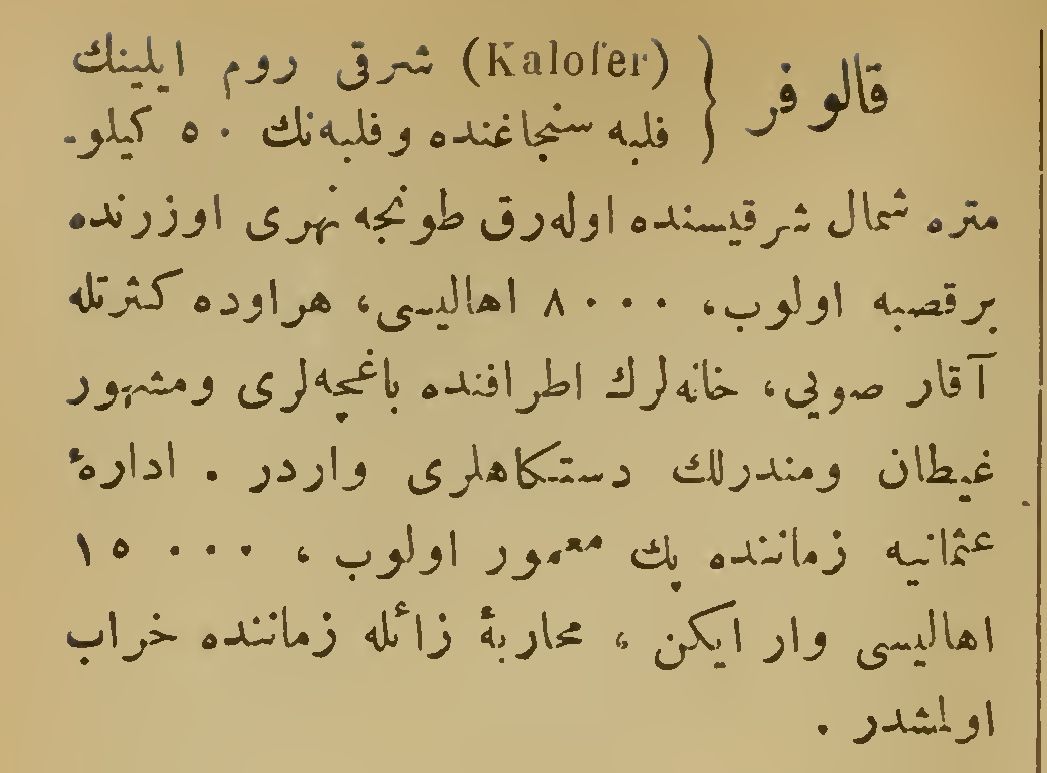 قالوفر } (Kalofer) شرقی روم ایلینك
فلبه سنجاغنده وفلبه‌نك ٥٠ کیلو-
متره شمال شرقیسنده اوله‌رق طونجه نهری اوزرنده
برقصبه اولوب، ٨٠٠٠ اهالیسی، هراوده کثرتله
آقار صویی، خانه‌لرك اطرافنده باغچه‌لری ومشهور
غیطان ومندرلك دستکاهلری واردر. ادارهٔ
عثمانیه زماننده پك معمور اولوب، ١٥٠٠٠
اهالیسی وار ایکن، محاربهٔ زائله زماننده خراب
اولمشدر.